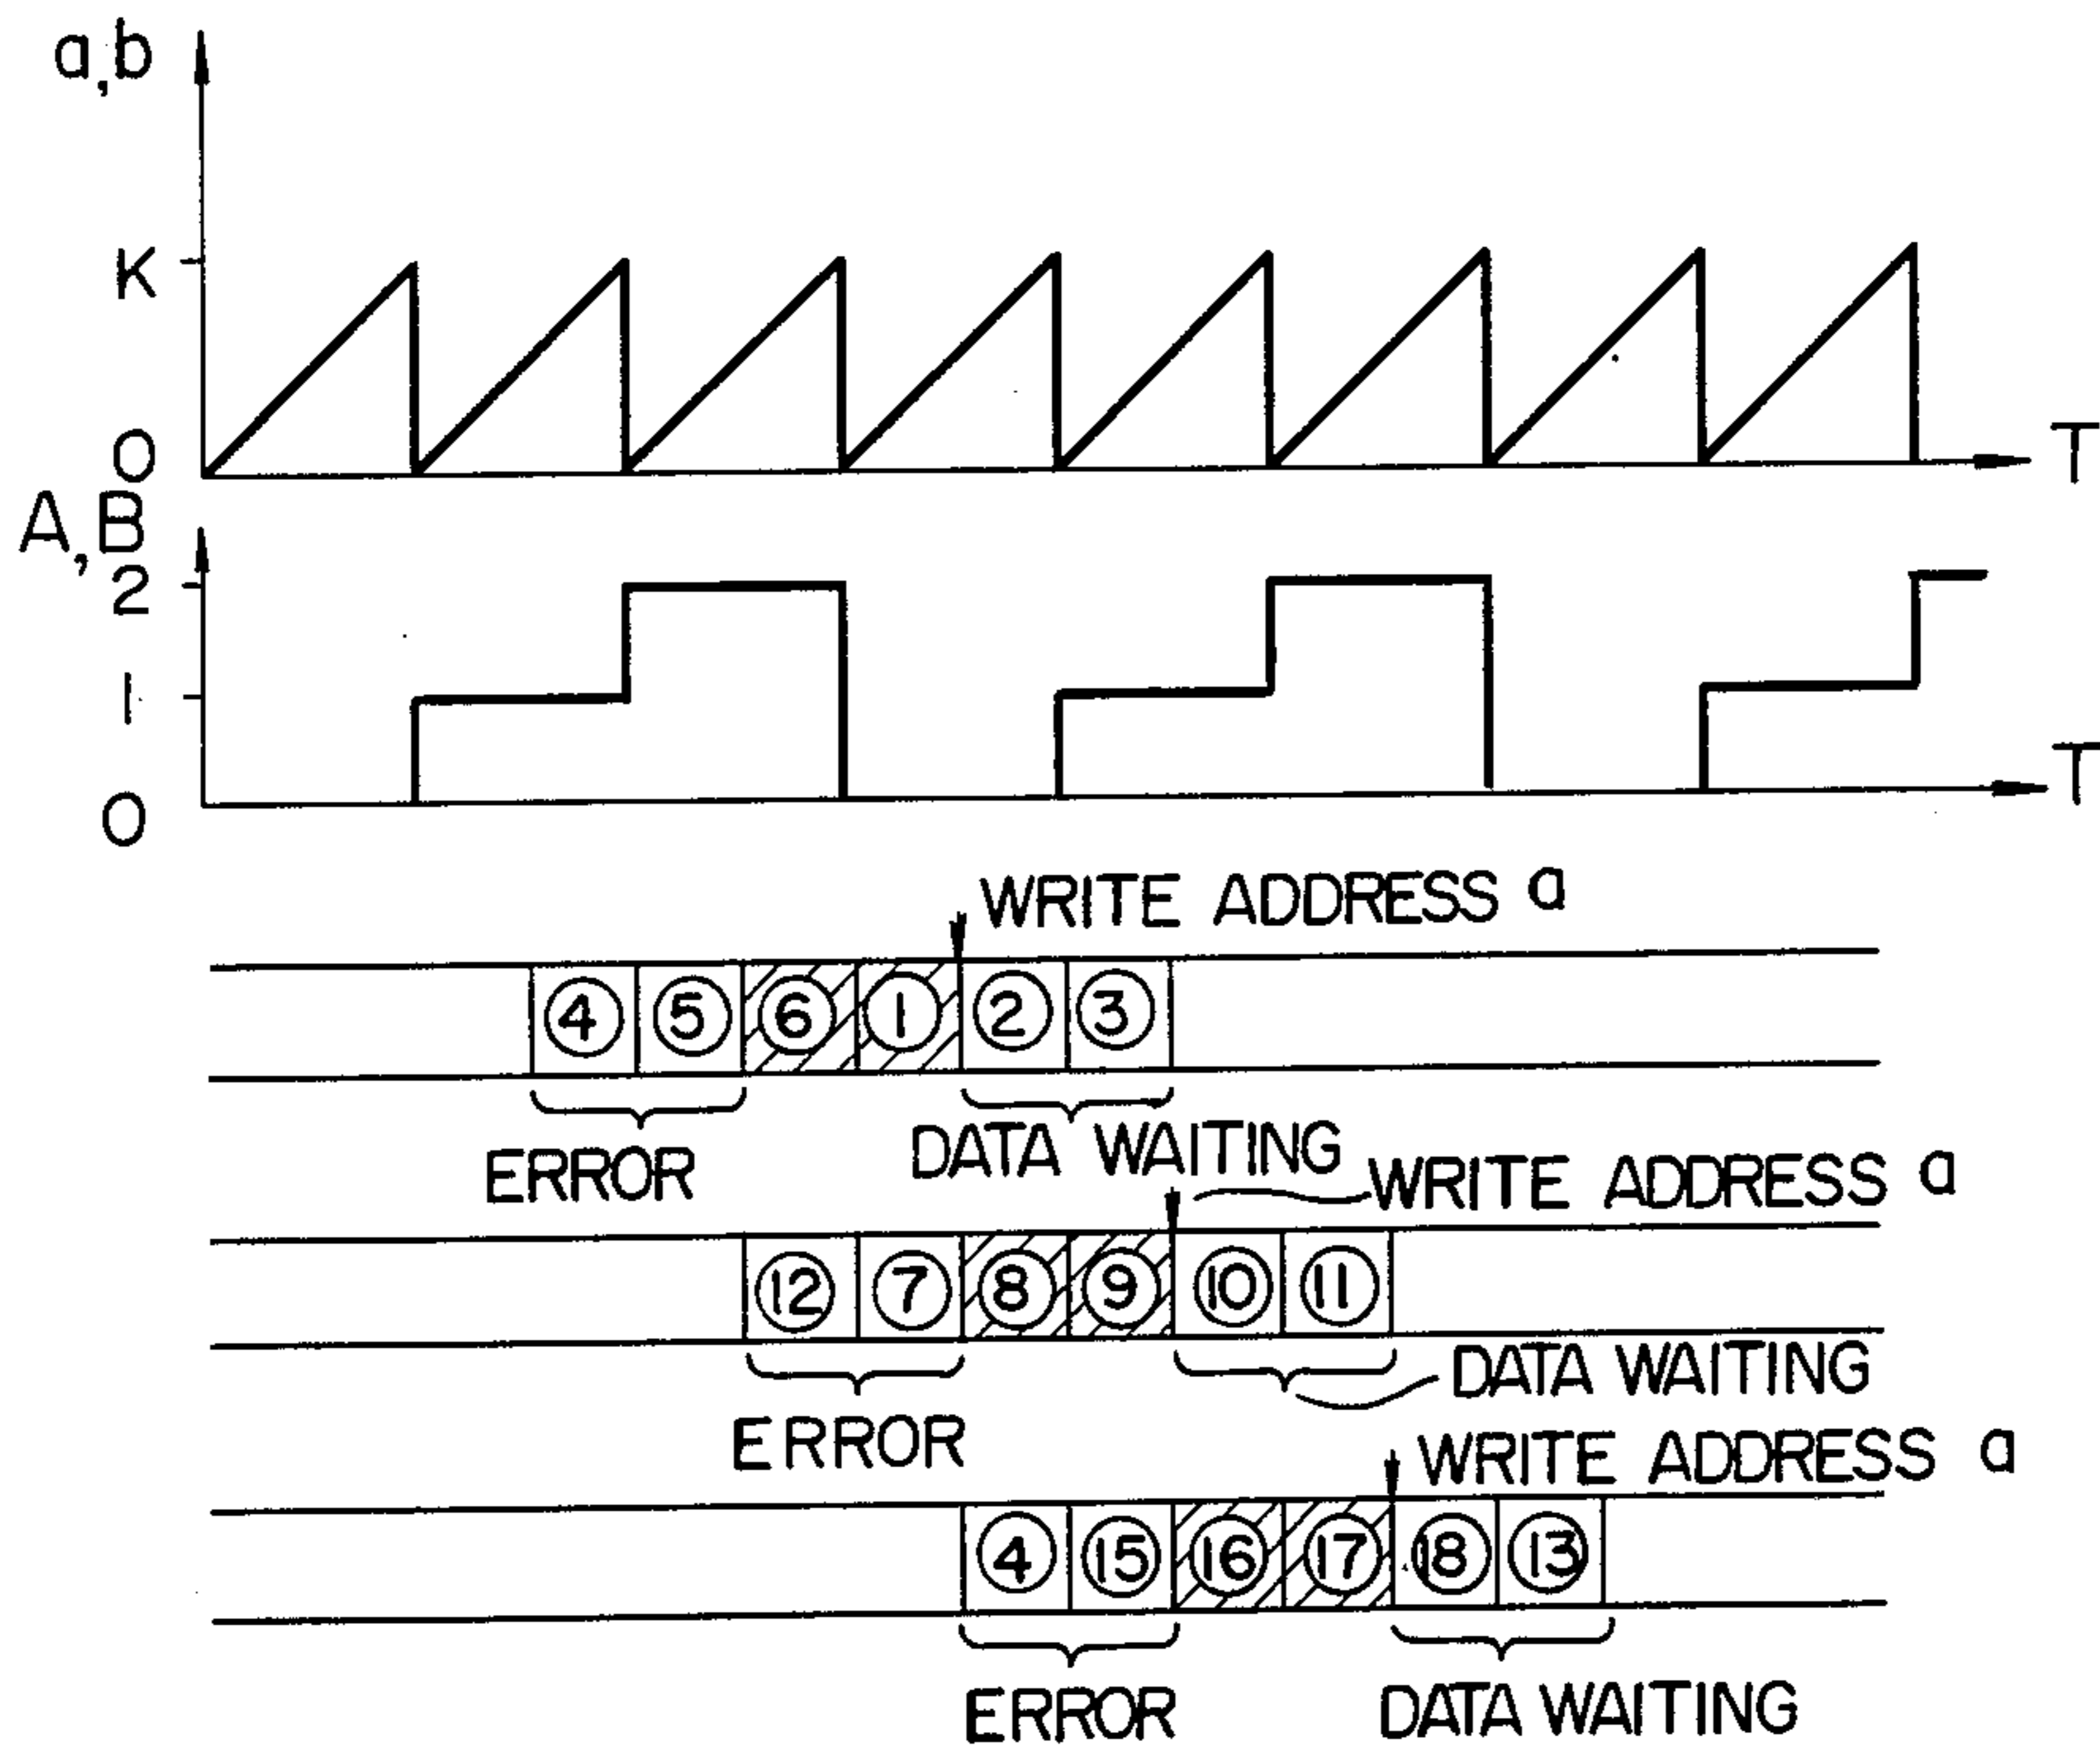 a,b
K
O
T
A,B
2
1
O
T
WRITE ADDRESS a
4 5 6 1 2 3
ERROR
DATA WAITING
WRITE ADDRESS a
12 7 8 9 10 11
DATA WAITING
ERROR
WRITE ADDRESS a
4 15 16 17 18 13
ERROR
DATA WAITING